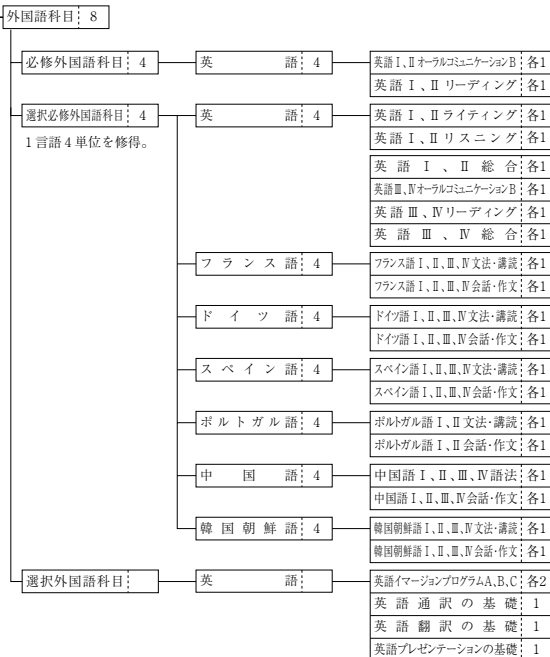 外国語科目 8
必修外国語科目 4 英語 4 英語Ⅰ、ⅡオーラルコミュニケーションB 各1
英語Ⅰ、Ⅱリーディング 各1
選択必修外国語科目 4 英語 4 英語Ⅰ、Ⅱライティング 各1
1言語4単位を修得。 英語Ⅰ、Ⅱリスニング 各1
英語Ⅰ、Ⅱ総合 各1
英語Ⅲ、Ⅳオーラルコミュニケーション B 各1
英語Ⅲ、Ⅳリーディング 各1
英語Ⅲ、Ⅳ総合 各1
フランス語 4 フランス語Ⅰ、Ⅱ、Ⅲ、Ⅳ文法・講読 各1
フランス語Ⅰ、Ⅱ、Ⅲ、Ⅳ会話・作文 各1
ドイツ語 4 ドイツ語Ⅰ、Ⅱ、Ⅲ、Ⅳ文法・講読 各1
ドイツ語Ⅰ、Ⅱ、Ⅲ、Ⅳ会話・作文 各1
スペイン語 4 スペイン語Ⅰ、Ⅱ、Ⅲ、Ⅳ文法・講読 各1
スペイン語Ⅰ、Ⅱ、Ⅲ、Ⅳ会話・作文 各1
ポルトガル語 4 ポルトガル語Ⅰ、Ⅱ文法・講読 各1
ポルトガル語Ⅰ、Ⅱ会話・作文 各1
中国語 4 中国語Ⅰ、Ⅱ、Ⅲ、Ⅳ語法 各1
中国語Ⅰ、Ⅱ、Ⅲ、Ⅳ会話・作文 各1
韓国朝鮮語 4 韓国朝鮮語Ⅰ、Ⅱ、Ⅲ、Ⅳ文法・講読 各1
韓国朝鮮語Ⅰ、Ⅱ、Ⅲ、Ⅳ会話・作文 各1
選択外国語科目 英語 英語イマージョンプログラムA、B、C 各2
英語通訳の基礎 1
英語翻訳の基礎 1
英語プレゼンテーションの基礎 1